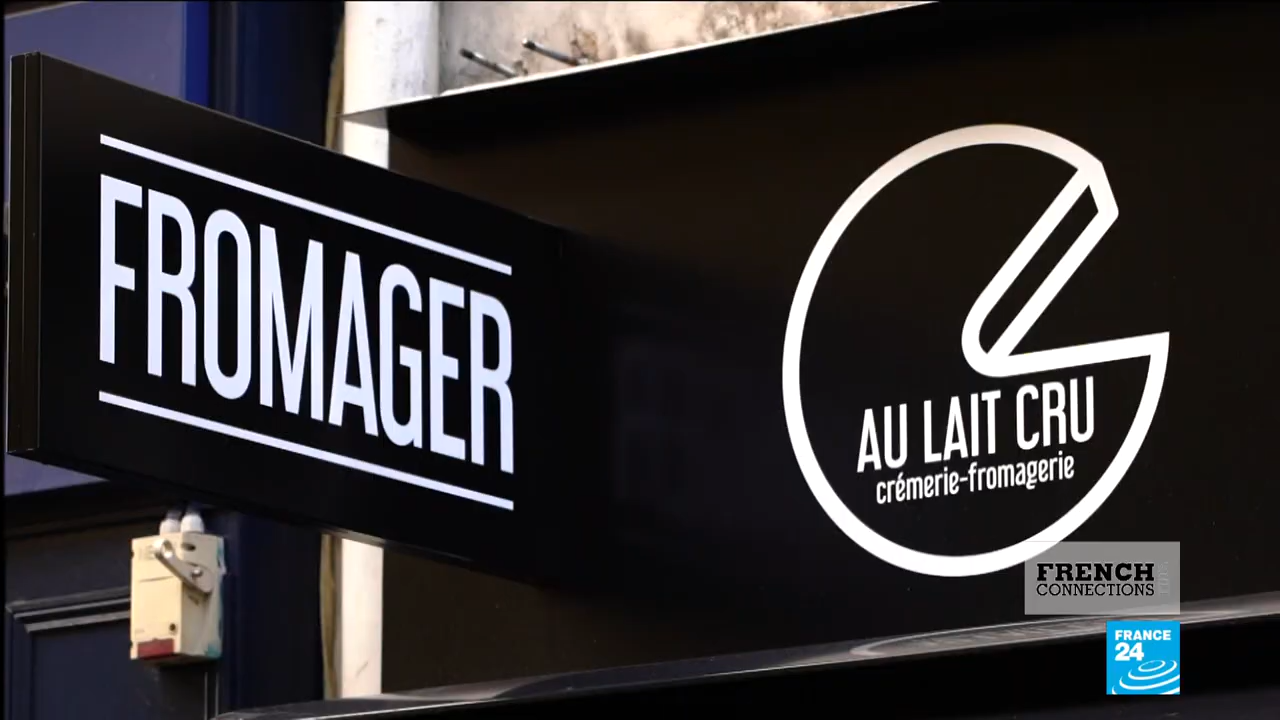 FROMAGER
AU LAIT CRU
crémerie-fromagerie
FRENCH
CONNECTIONS
FRANCE
24